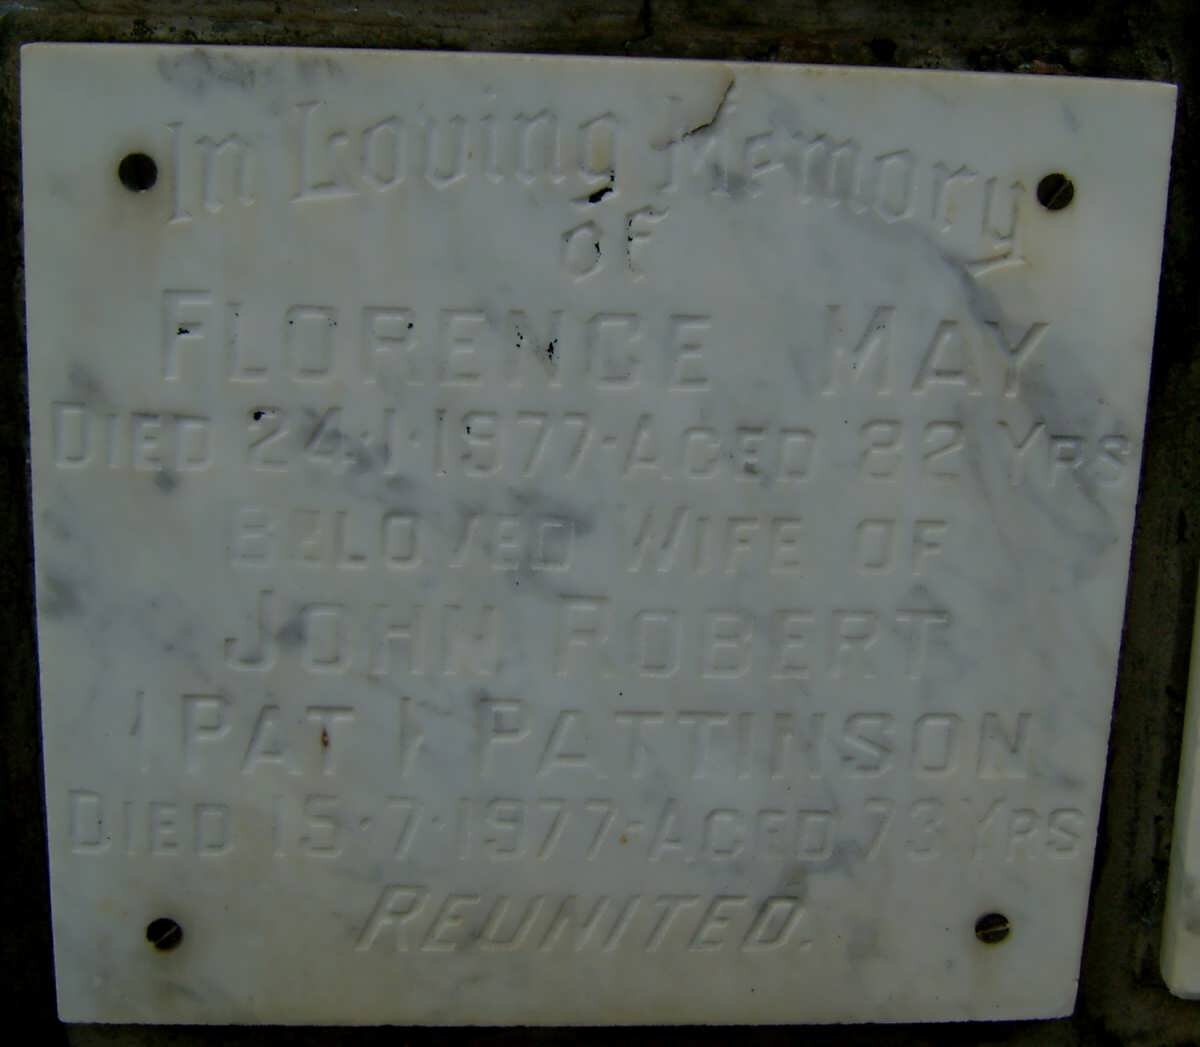 In Loving Memory
of
FLORENCE MAY
DIED 24·1·1977·AGED 82 YRS
BELOVED WIFE OF
JOHN ROBERT
(PAT) PATTINSON
DIED 15·7·1977·AGED 73 YRS
REUNITED.